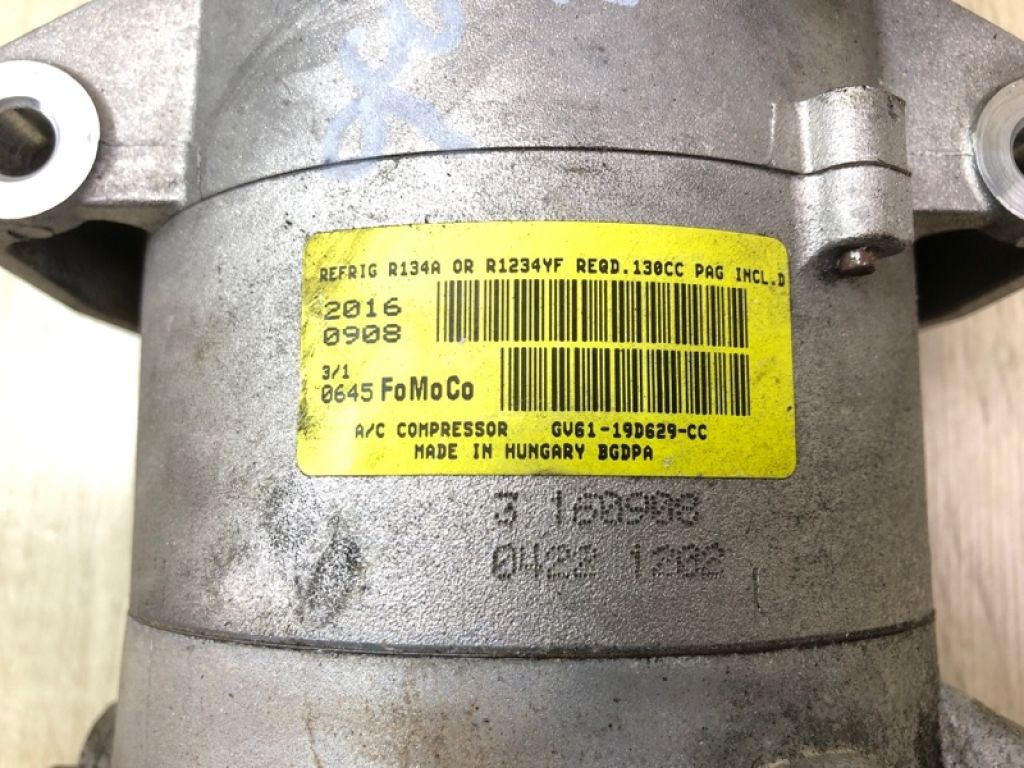 REFRIG R134A OR R1234YF REQD.130CC PAG INCL.D
2016
0908
3/1
0645 FoMoCo
A/C COMPRESSOR GV61-19D629-CC
MADE IN HUNGARY BGDPA
3 160908
0422 1202